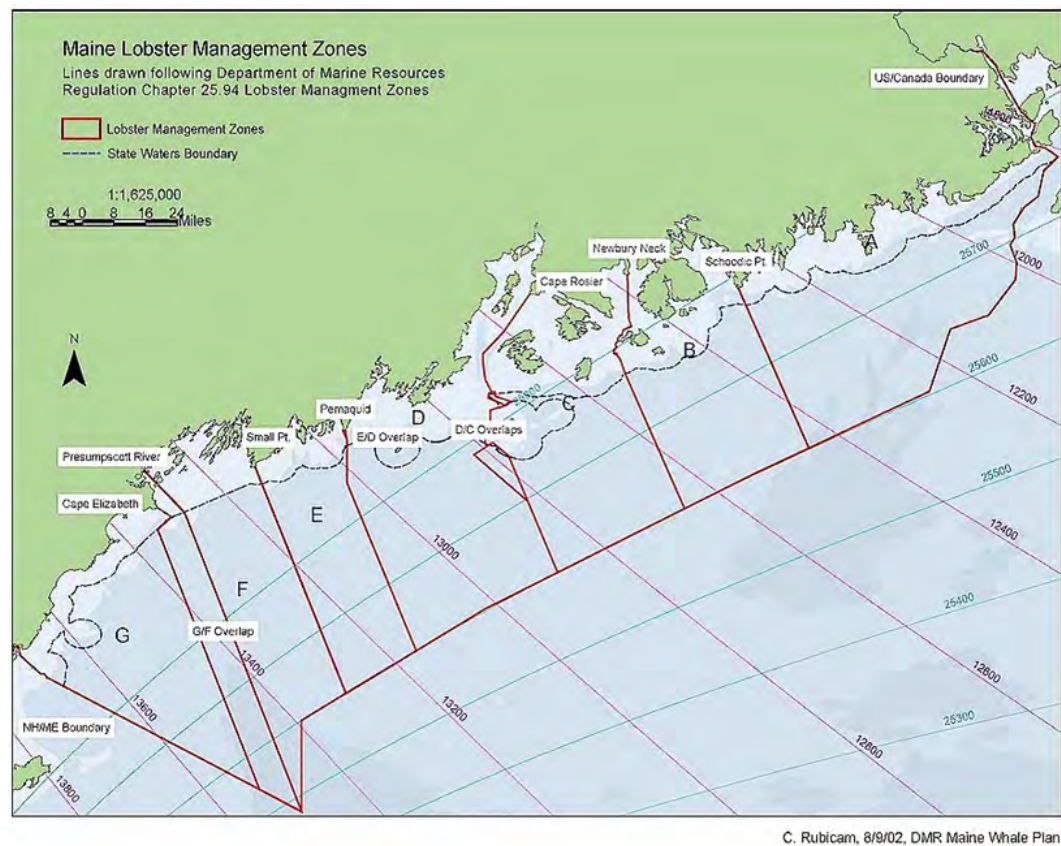 Maine Lobster Management Zones
Lines drawn following Department of Marine Resources
Regulation Chapter 25.94 Lobster Managment Zones
Lobster Management Zones
State Waters Boundary
1:1,625,000
8 4 0 8 16 24
Miles
N
US/Canada Boundary
A
12000
25700
Newbury Neck
Schoodic Pt.
Cape Rosier
B
25600
12200
C
D
D/C Overlaps
Pemaquid
E/D Overlap
Small Pt.
Presumpscott River
Cape Elizabeth
25500
12400
E
13000
F
G/F Overlap
G
25400
13400
12600
13200
13600
NH/ME Boundary
25300
12800
13800
C. Rubicam, 8/9/02, DMR Maine Whale Plan